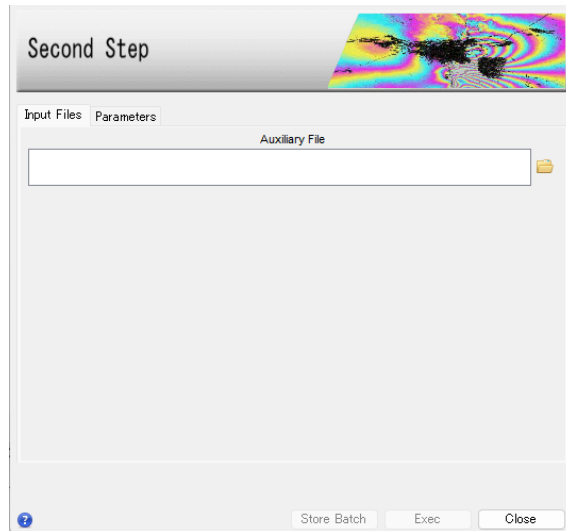 Second Step
Input Files
Parameters
Auxiliary File
?
Store Batch
Exec
Close